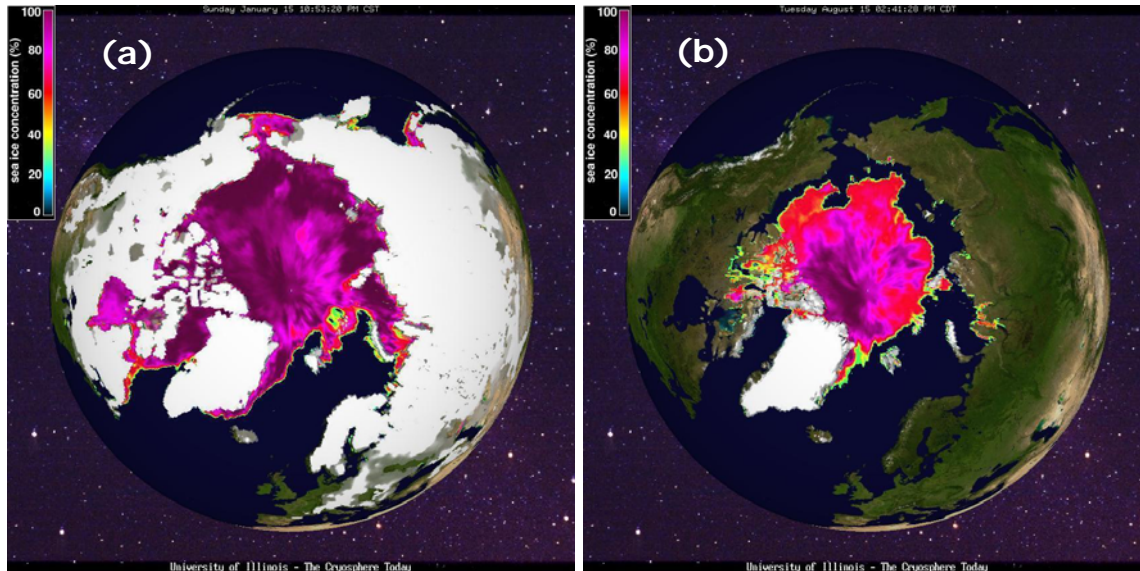 Sunday January 15 10:53:20 PM CST
(a)
sea ice concentration (%)
100
80
60
40
20
0
University of Illinois - The Cryosphere Today
Tuesday August 15 02:41:28 PM CDT
(b)
sea ice concentration (%)
100
80
60
40
20
0
University of Illinois - The Cryosphere Today